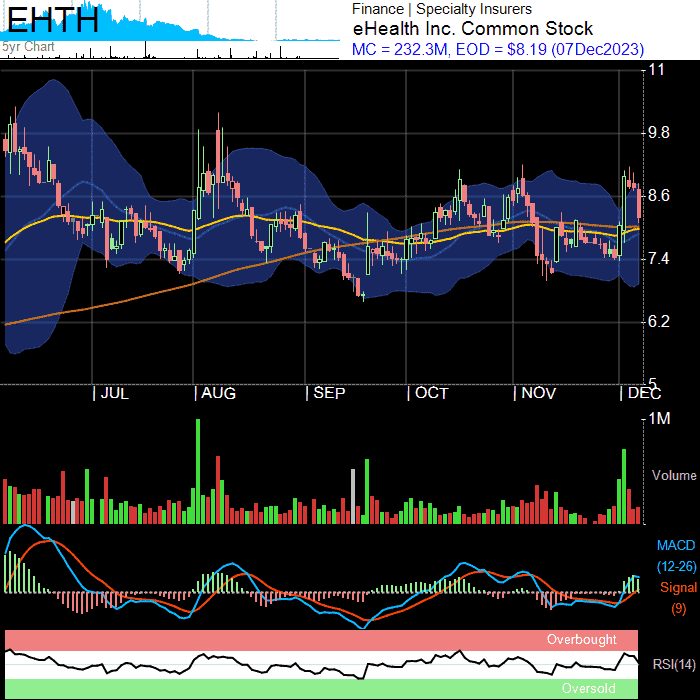 EHTH
5yr Chart
Finance | Specialty Insurers
eHealth Inc. Common Stock
MC = 232.3M, EOD = $8.19 (07Dec2023)
11
9.8
8.6
7.4
6.2
5
| JUL | AUG | SEP | OCT | NOV | DEC
1M
Volume
MACD
(12-26)
Signal
(9)
Overbought
RSI(14)
Oversold